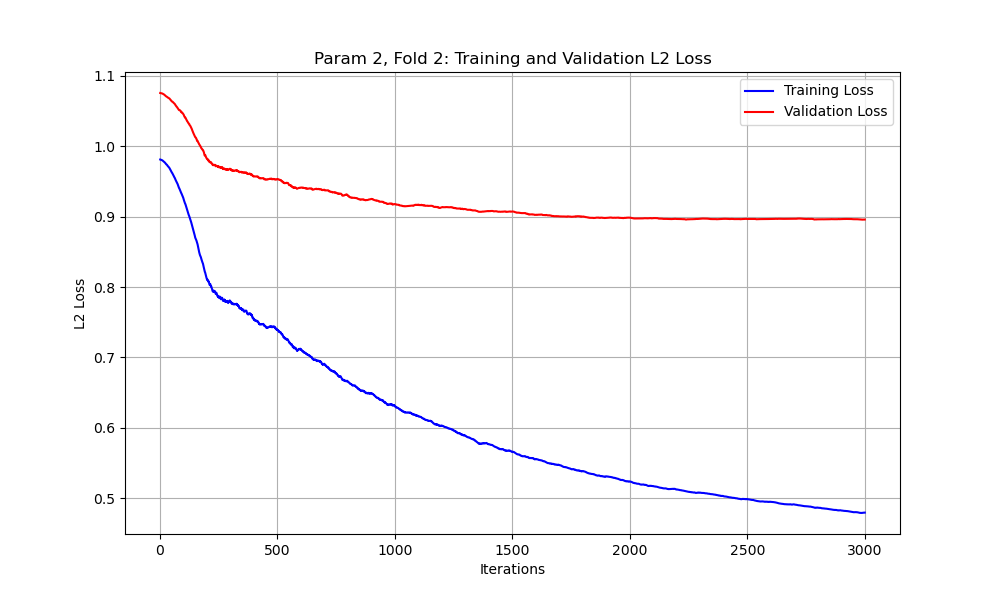 Param 2, Fold 2: Training and Validation L2 Loss
Training Loss
Validation Loss
1.1
1.0
0.9
0.8
0.7
0.6
0.5
L2 Loss
0
500
1000
1500
2000
2500
3000
Iterations